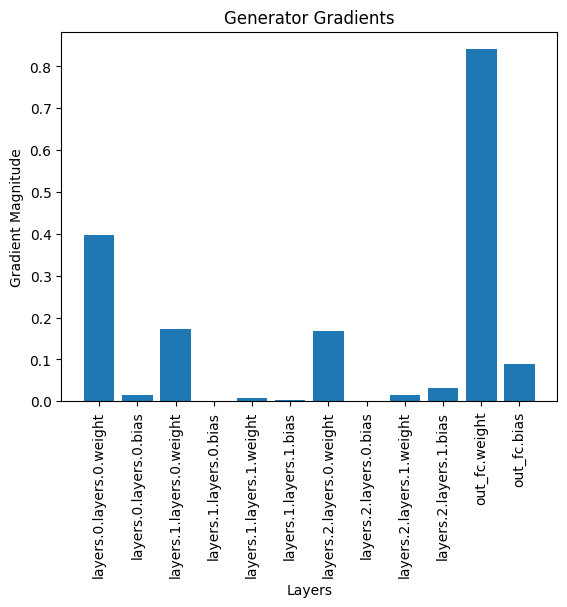 Generator Gradients
Gradient Magnitude
0.8
0.7
0.6
0.5
0.4
0.3
0.2
0.1
0.0
layers.0.layers.0.weight
layers.0.layers.0.bias
layers.1.layers.0.weight
layers.1.layers.0.bias
layers.1.layers.1.weight
layers.1.layers.1.bias
layers.2.layers.0.weight
layers.2.layers.0.bias
layers.2.layers.1.weight
layers.2.layers.1.bias
out_fc.weight
out_fc.bias
Layers